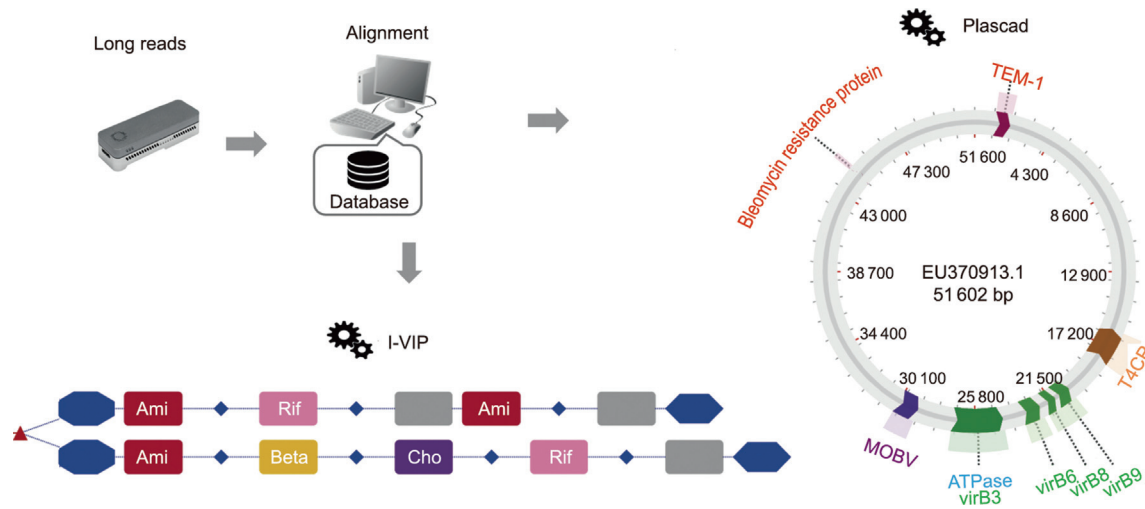 Long reads
Alignment
Database
I-VIP
Ami
Rif
Ami
Ami
Beta
Cho
Rif
Plascad
TEM-1
Bleomycin resistance protein
51 600
4 300
8 600
12 900
17 200
21 500
25 800
30 100
34 400
38 700
43 000
47 300
EU370913.1
51 602 bp
T4CP
virB9
virB8
virB6
ATPase
virB3
MOBV